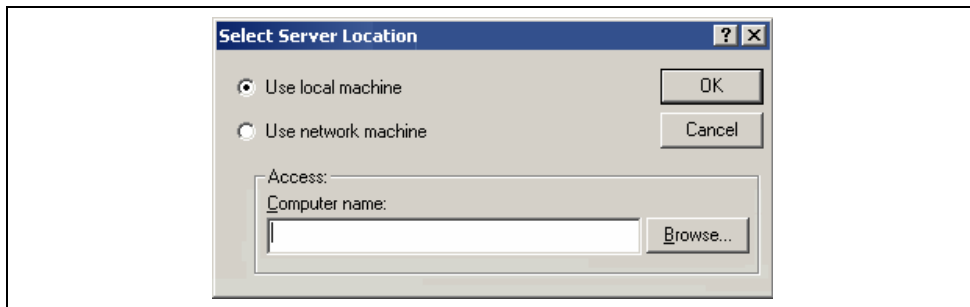 Select Server Location
Use local machine
OK
Use network machine
Cancel
Access:
Computer name:
Browse...